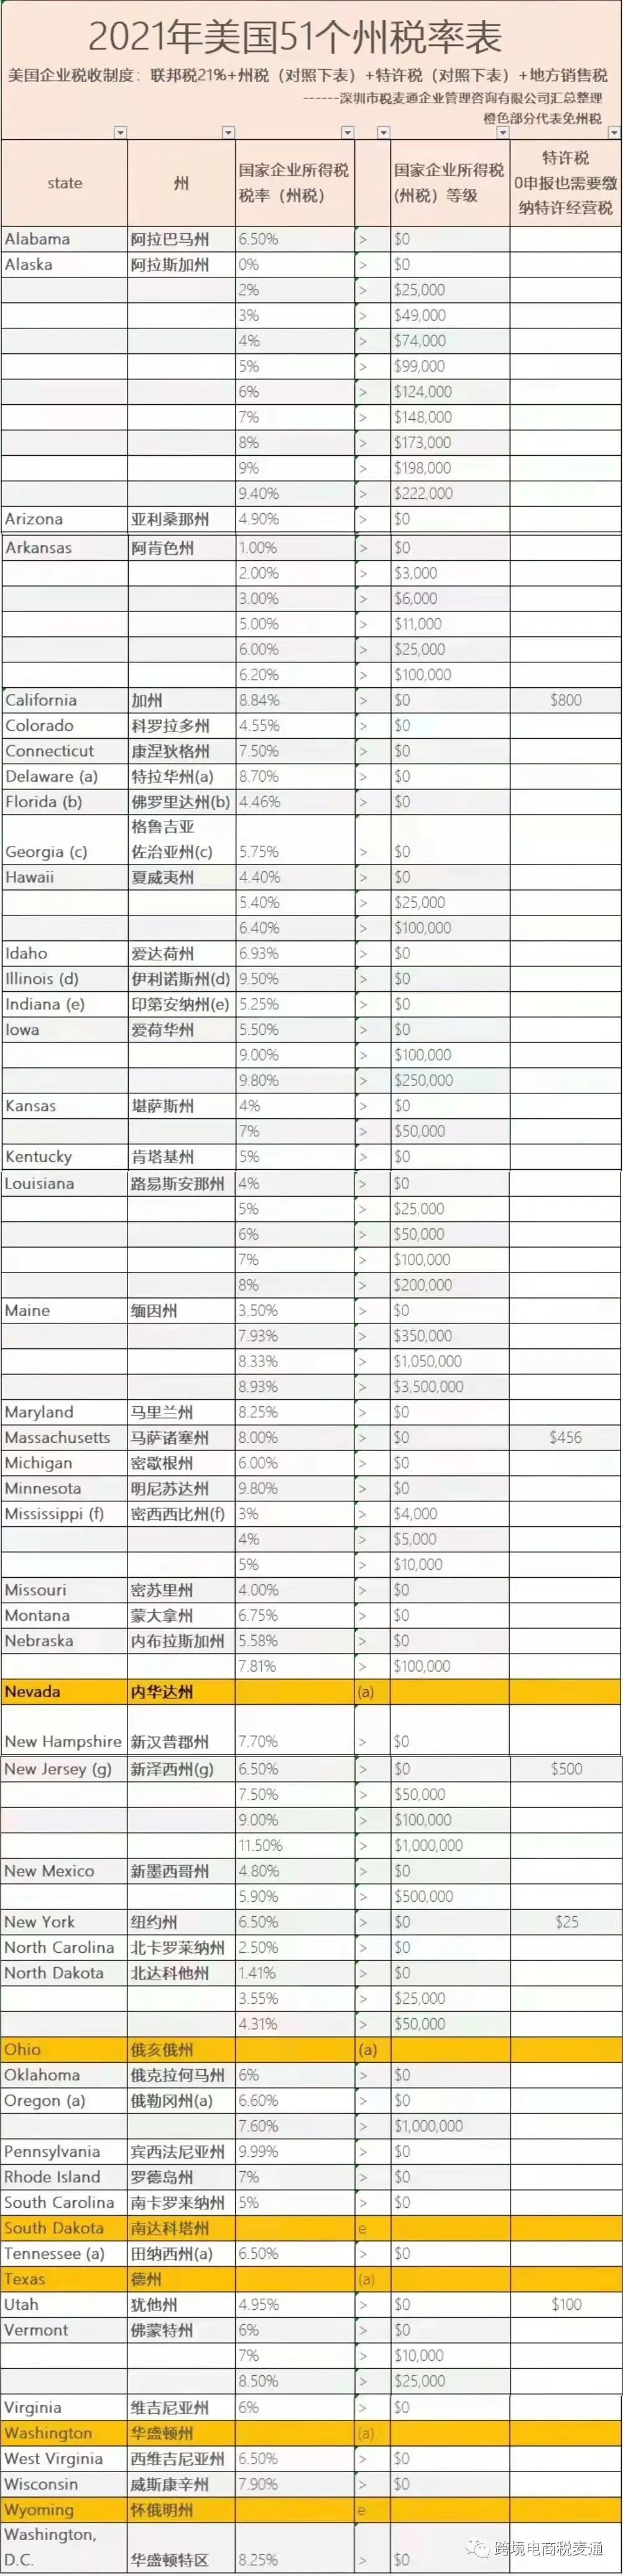 2021年美国51个州税率表
美国企业税收制度：联邦税21%+州税（对照下表）+特许税（对照下表）+地方销售税
------深圳市税麦通企业管理咨询有限公司汇总整理
橙色部分代表免州税
state 州 国家企业所得税税率（州税） 国家企业所得税(州税）等级 特许税 0申报也需要缴纳特许经营税
Alabama 阿拉巴马州 6.50% > $0
Alaska 阿拉斯加州 0% > $0
2% > $25,000
3% > $49,000
4% > $74,000
5% > $99,000
6% > $124,000
7% > $148,000
8% > $173,000
9% > $198,000
9.40% > $222,000
Arizona 亚利桑那州 4.90% > $0
Arkansas 阿肯色州 1.00% > $0
2.00% > $3,000
3.00% > $6,000
5.00% > $11,000
6.00% > $25,000
6.20% > $100,000
California 加州 8.84% > $0 $800
Colorado 科罗拉多州 4.55% > $0
Connecticut 康涅狄格州 7.50% > $0
Delaware (a) 特拉华州(a) 8.70% > $0
Florida (b) 佛罗里达州(b) 4.46% > $0
格鲁吉亚
Georgia (c) 佐治亚州(c) 5.75% > $0
Hawaii 夏威夷州 4.40% > $0
5.40% > $25,000
6.40% > $100,000
Idaho 爱达荷州 6.93% > $0
Illinois (d) 伊利诺斯州(d) 9.50% > $0
Indiana (e) 印第安纳州(e) 5.25% > $0
Iowa 爱荷华州 5.50% > $0
9.00% > $100,000
9.80% > $250,000
Kansas 堪萨斯州 4% > $0
7% > $50,000
Kentucky 肯塔基州 5% > $0
Louisiana 路易斯安那州 4% > $0
5% > $25,000
6% > $50,000
7% > $100,000
8% > $200,000
Maine 缅因州 3.50% > $0
7.93% > $350,000
8.33% > $1,050,000
8.93% > $3,500,000
Maryland 马里兰州 8.25% > $0
Massachusetts 马萨诸塞州 8.00% > $0 $456
Michigan 密歇根州 6.00% > $0
Minnesota 明尼苏达州 9.80% > $0
Mississippi (f) 密西西比州(f) 3% > $4,000
4% > $5,000
5% > $10,000
Missouri 密苏里州 4.00% > $0
Montana 蒙大拿州 6.75% > $0
Nebraska 内布拉斯加州 5.58% > $0
7.81% > $100,000
Nevada 内华达州 (a)
New Hampshire 新汉普郡州 7.70% > $0
New Jersey (g) 新泽西州(g) 6.50% > $0 $500
7.50% > $50,000
9.00% > $100,000
11.50% > $1,000,000
New Mexico 新墨西哥州 4.80% > $0
5.90% > $500,000
New York 纽约州 6.50% > $0 $25
North Carolina 北卡罗莱纳州 2.50% > $0
North Dakota 北达科他州 1.41% > $0
3.55% > $25,000
4.31% > $50,000
Ohio 俄亥俄州 (a)
Oklahoma 俄克拉何马州 6% > $0
Oregon (a) 俄勒冈州(a) 6.60% > $0
7.60% > $1,000,000
Pennsylvania 宾西法尼亚州 9.99% > $0
Rhode Island 罗德岛州 7% > $0
South Carolina 南卡罗来纳州 5% > $0
South Dakota 南达科塔州 e
Tennessee (a) 田纳西州(a) 6.50% > $0
Texas 德州 (a)
Utah 犹他州 4.95% > $0 $100
Vermont 佛蒙特州 6% > $0
7% > $10,000
8.50% > $25,000
Virginia 维吉尼亚州 6% > $0
Washington 华盛顿州 (a)
West Virginia 西维吉尼亚州 6.50% > $0
Wisconsin 威斯康辛州 7.90% > $0
Wyoming 怀俄明州 e
Washington,
D.C. 华盛顿特区 8.25% > $0
跨境电商税麦通